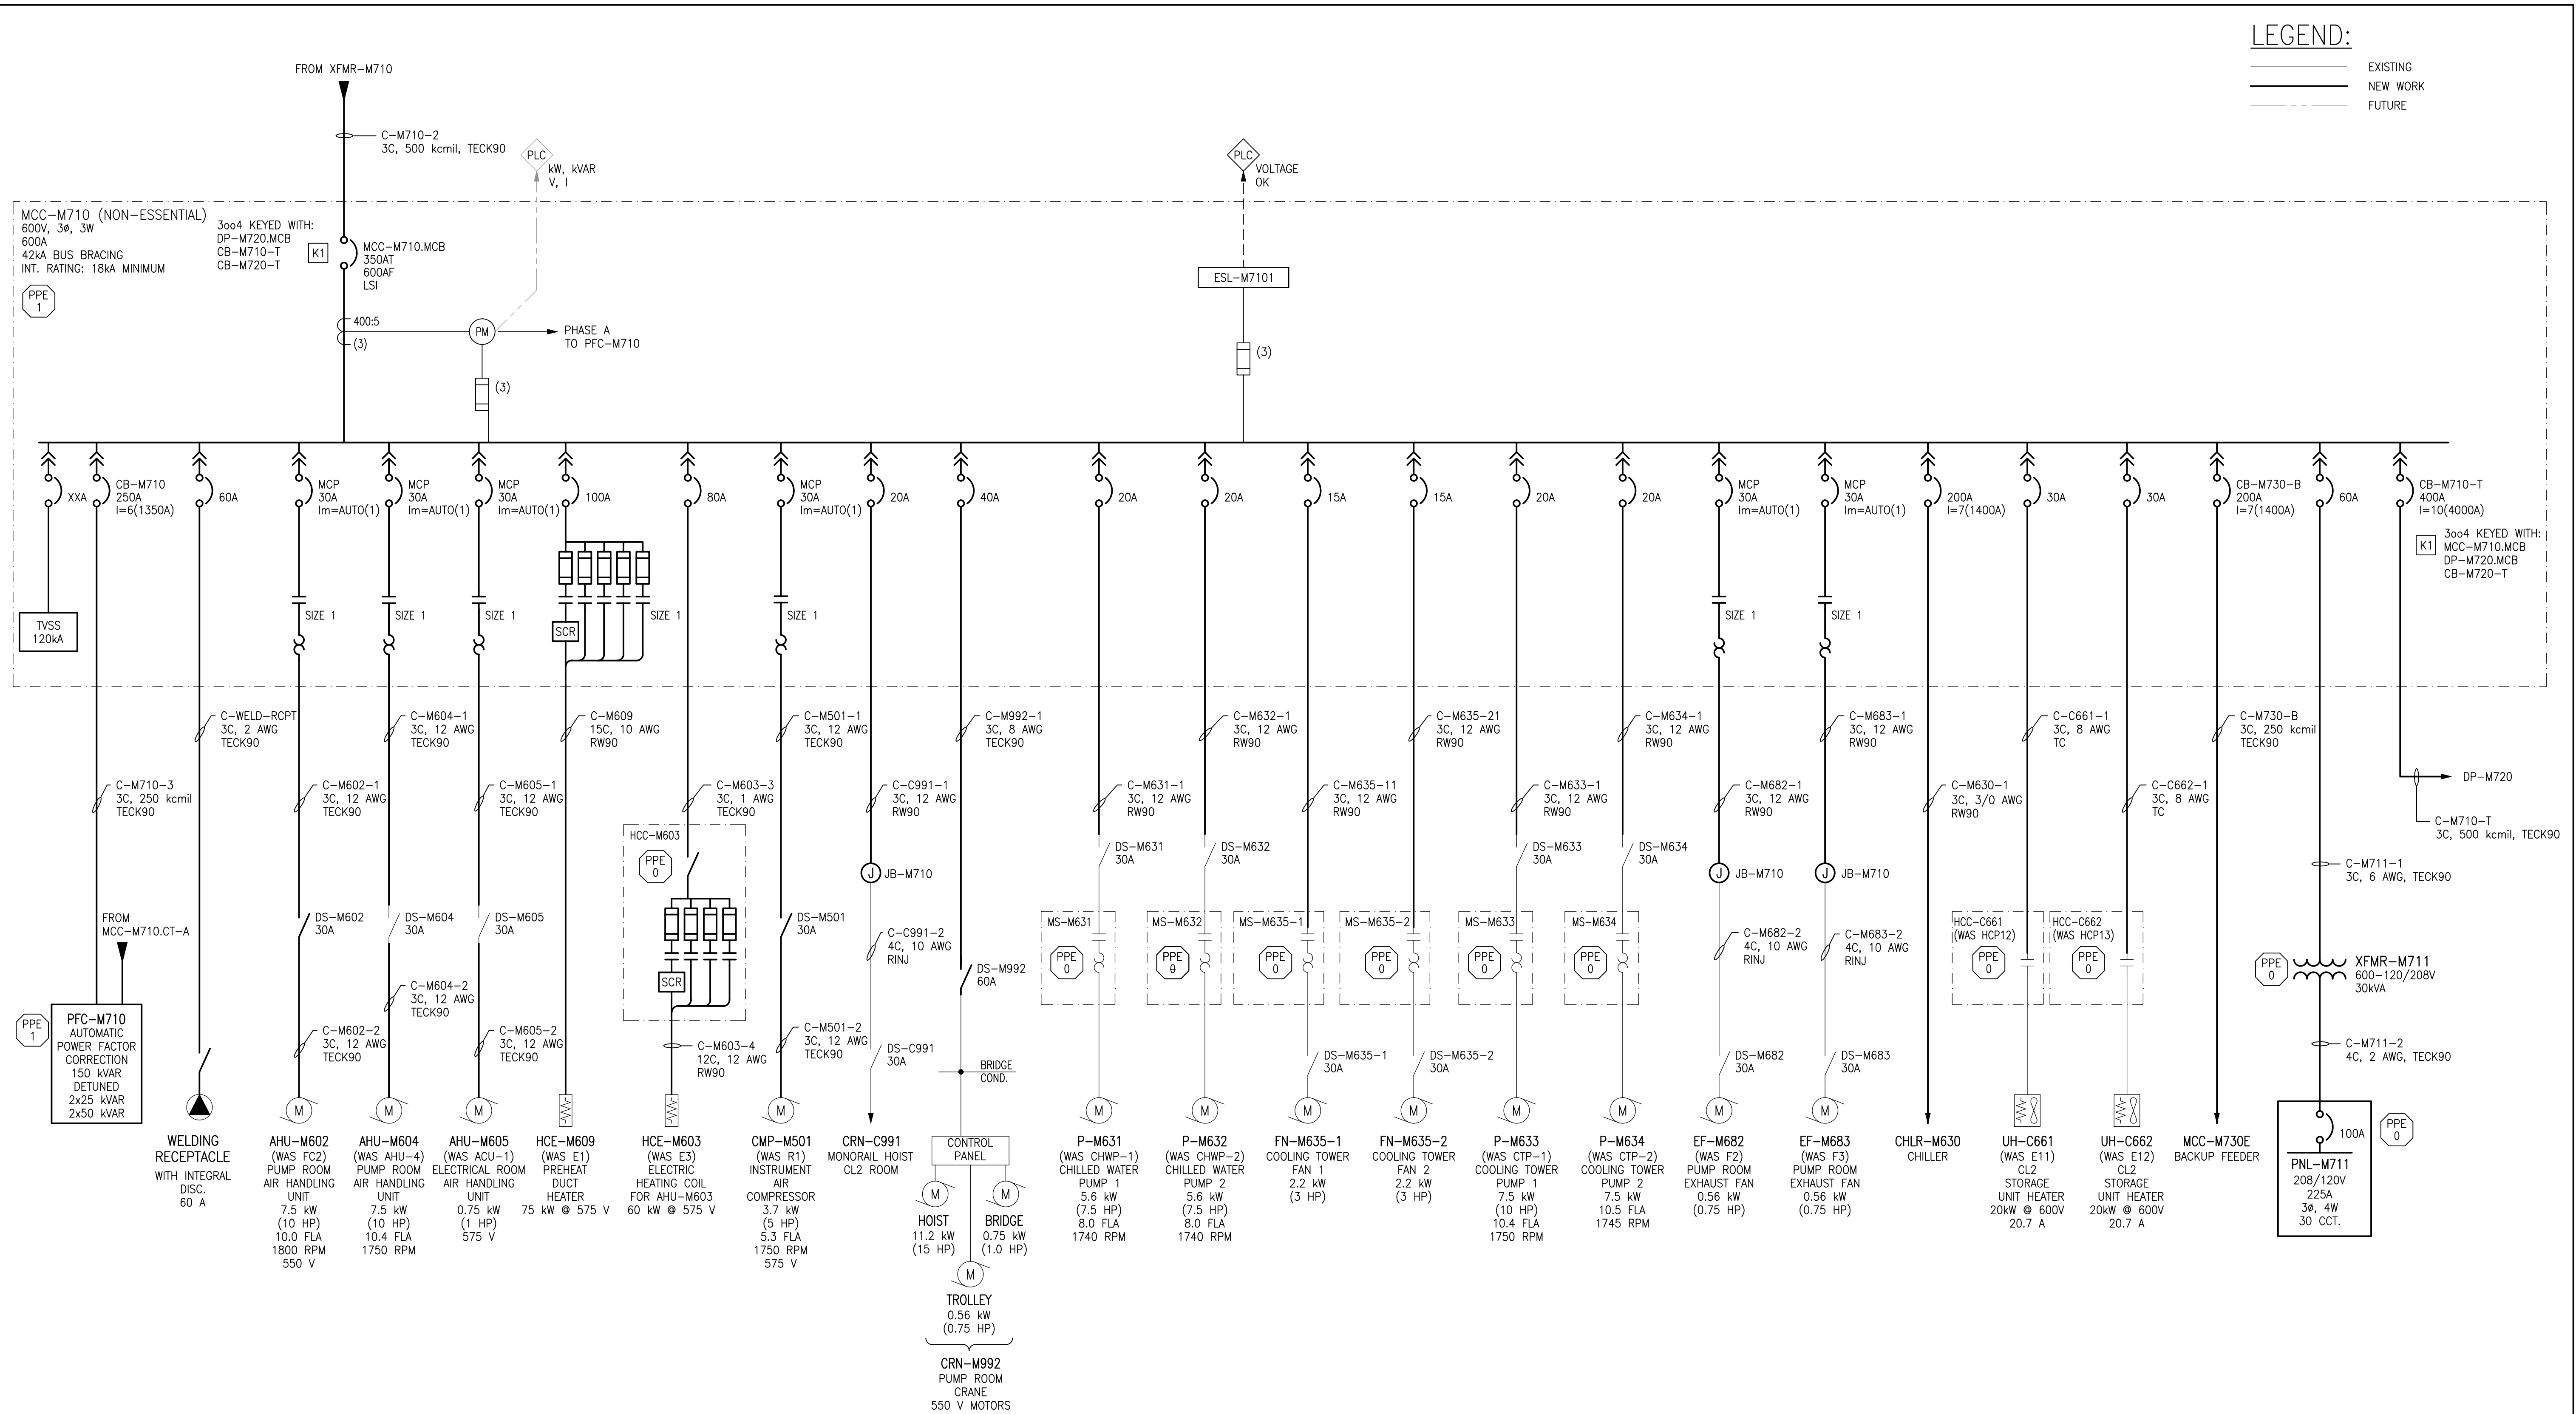 LEGEND:
EXISTING
NEW WORK
FUTURE
FROM XFMR-M710
C-M710-2
3C, 500 kcmil, TECK90
PLC
kW, kVAR
V, I
PLC
VOLTAGE
OK
MCC-M710 (NON-ESSENTIAL)
600V, 3ø, 3W
600A
42kA BUS BRACING
INT. RATING: 18kA MINIMUM
PPE
1
3oo4 KEYED WITH:
DP-M720.MCB
CB-M710-T
CB-M720-T
K1
MCC-M710.MCB
350AT
600AF
LSI
400:5
(3)
PM
PHASE A
TO PFC-M710
(3)
ESL-M7101
(3)
XXA
CB-M710
250A
I=6(1350A)
60A
MCP
30A
Im=AUTO(1)
MCP
30A
Im=AUTO(1)
MCP
30A
Im=AUTO(1)
100A
80A
MCP
30A
Im=AUTO(1)
20A
40A
20A
20A
15A
15A
20A
20A
MCP
30A
Im=AUTO(1)
MCP
30A
Im=AUTO(1)
200A
I=7(1400A)
30A
30A
CB-M730-B
200A
I=7(1400A)
60A
CB-M710-T
400A
I=10(4000A)
K1
3oo4 KEYED WITH:
MCC-M710.MCB
DP-M720.MCB
CB-M720-T
TVSS
120kA
SIZE 1
SIZE 1
SIZE 1
SCR
SIZE 1
SIZE 1
SIZE 1
SIZE 1
C-WELD-RCPT
3C, 2 AWG
TECK90
C-M604-1
3C, 12 AWG
TECK90
C-M609
15C, 10 AWG
RW90
C-M501-1
3C, 12 AWG
TECK90
C-M992-1
3C, 8 AWG
TECK90
C-M632-1
3C, 12 AWG
RW90
C-M635-21
3C, 12 AWG
RW90
C-M634-1
3C, 12 AWG
RW90
C-M683-1
3C, 12 AWG
RW90
C-C661-1
3C, 8 AWG
TC
C-M730-B
3C, 250 kcmil
TECK90
C-M710-3
3C, 250 kcmil
TECK90
C-M602-1
3C, 12 AWG
TECK90
C-M605-1
3C, 12 AWG
TECK90
C-M603-3
3C, 1 AWG
TECK90
C-C991-1
3C, 12 AWG
RW90
C-M631-1
3C, 12 AWG
RW90
C-M635-11
3C, 12 AWG
RW90
C-M633-1
3C, 12 AWG
RW90
C-M682-1
3C, 12 AWG
RW90
C-M630-1
3C, 3/0 AWG
RW90
C-C662-1
3C, 8 AWG
TC
DP-M720
C-M710-T
3C, 500 kcmil, TECK90
HCC-M603
PPE
0
SCR
JB-M710
J
DS-M631
30A
DS-M632
30A
DS-M633
30A
DS-M634
30A
J
JB-M710
J
JB-M710
C-M711-1
3C, 6 AWG, TECK90
FROM
MCC-M710.CT-A
DS-M602
30A
DS-M604
30A
DS-M605
30A
DS-M501
30A
C-C991-2
4C, 10 AWG
RINJ
DS-M992
60A
MS-M631
PPE
0
MS-M632
PPE
0
MS-M635-1
PPE
0
MS-M635-2
PPE
0
MS-M633
PPE
0
MS-M634
PPE
0
C-M682-2
4C, 10 AWG
RINJ
C-M683-2
4C, 10 AWG
RINJ
HCC-C661
(WAS HCP12)
PPE
0
HCC-C662
(WAS HCP13)
PPE
0
PPE
0
XFMR-M711
600-120/208V
30kVA
C-M604-2
3C, 12 AWG
TECK90
C-M602-2
3C, 12 AWG
TECK90
C-M605-2
3C, 12 AWG
TECK90
C-M603-4
12C, 12 AWG
RW90
C-M501-2
3C, 12 AWG
TECK90
DS-C991
30A
BRIDGE
COND.
DS-M635-1
30A
DS-M635-2
30A
DS-M682
30A
DS-M683
30A
C-M711-2
4C, 2 AWG, TECK90
PPE
1
PFC-M710
AUTOMATIC
POWER FACTOR
CORRECTION
150 kVAR
DETUNED
2x25 kVAR
2x50 kVAR
WELDING
RECEPTACLE
WITH INTEGRAL
DISC.
60 A
M
AHU-M602
(WAS FC2)
PUMP ROOM
AIR HANDLING
UNIT
7.5 kW
(10 HP)
10.0 FLA
1800 RPM
550 V
M
AHU-M604
(WAS AHU-4)
PUMP ROOM
AIR HANDLING
UNIT
7.5 kW
(10 HP)
10.4 FLA
1750 RPM
M
AHU-M605
(WAS ACU-1)
ELECTRICAL ROOM
AIR HANDLING
UNIT
0.75 kW
(1 HP)
575 V
HCE-M609
(WAS E1)
PREHEAT
DUCT
HEATER
75 kW @ 575 V
HCE-M603
(WAS E3)
ELECTRIC
HEATING COIL
FOR AHU-M603
60 kW @ 575 V
M
CMP-M501
(WAS R1)
INSTRUMENT
AIR
COMPRESSOR
3.7 kW
(5 HP)
5.3 FLA
1750 RPM
575 V
CRN-C991
MONORAIL HOIST
CL2 ROOM
CONTROL
PANEL
M
HOIST
11.2 kW
(15 HP)
M
BRIDGE
0.75 kW
(1.0 HP)
M
TROLLEY
0.56 kW
(0.75 HP)
CRN-M992
PUMP ROOM
CRANE
550 V MOTORS
M
P-M631
(WAS CHWP-1)
CHILLED WATER
PUMP 1
5.6 kW
(7.5 HP)
8.0 FLA
1740 RPM
M
P-M632
(WAS CHWP-2)
CHILLED WATER
PUMP 2
5.6 kW
(7.5 HP)
8.0 FLA
1740 RPM
M
FN-M635-1
COOLING TOWER
FAN 1
2.2 kW
(3 HP)
M
FN-M635-2
COOLING TOWER
FAN 2
2.2 kW
(3 HP)
M
P-M633
(WAS CTP-1)
COOLING TOWER
PUMP 1
7.5 kW
(10 HP)
10.4 FLA
1750 RPM
M
P-M634
(WAS CTP-2)
COOLING TOWER
PUMP 2
7.5 kW
10.5 FLA
1745 RPM
M
EF-M682
(WAS F2)
PUMP ROOM
EXHAUST FAN
0.56 kW
(0.75 HP)
M
EF-M683
(WAS F3)
PUMP ROOM
EXHAUST FAN
0.56 kW
(0.75 HP)
CHLR-M630
CHILLER
UH-C661
(WAS E11)
CL2
STORAGE
UNIT HEATER
20kW @ 600V
20.7 A
UH-C662
(WAS E12)
CL2
STORAGE
UNIT HEATER
20kW @ 600V
20.7 A
MCC-M730E
BACKUP FEEDER
100A
PNL-M711
208/120V
225A
3ø, 4W
30 CCT.
PPE
0